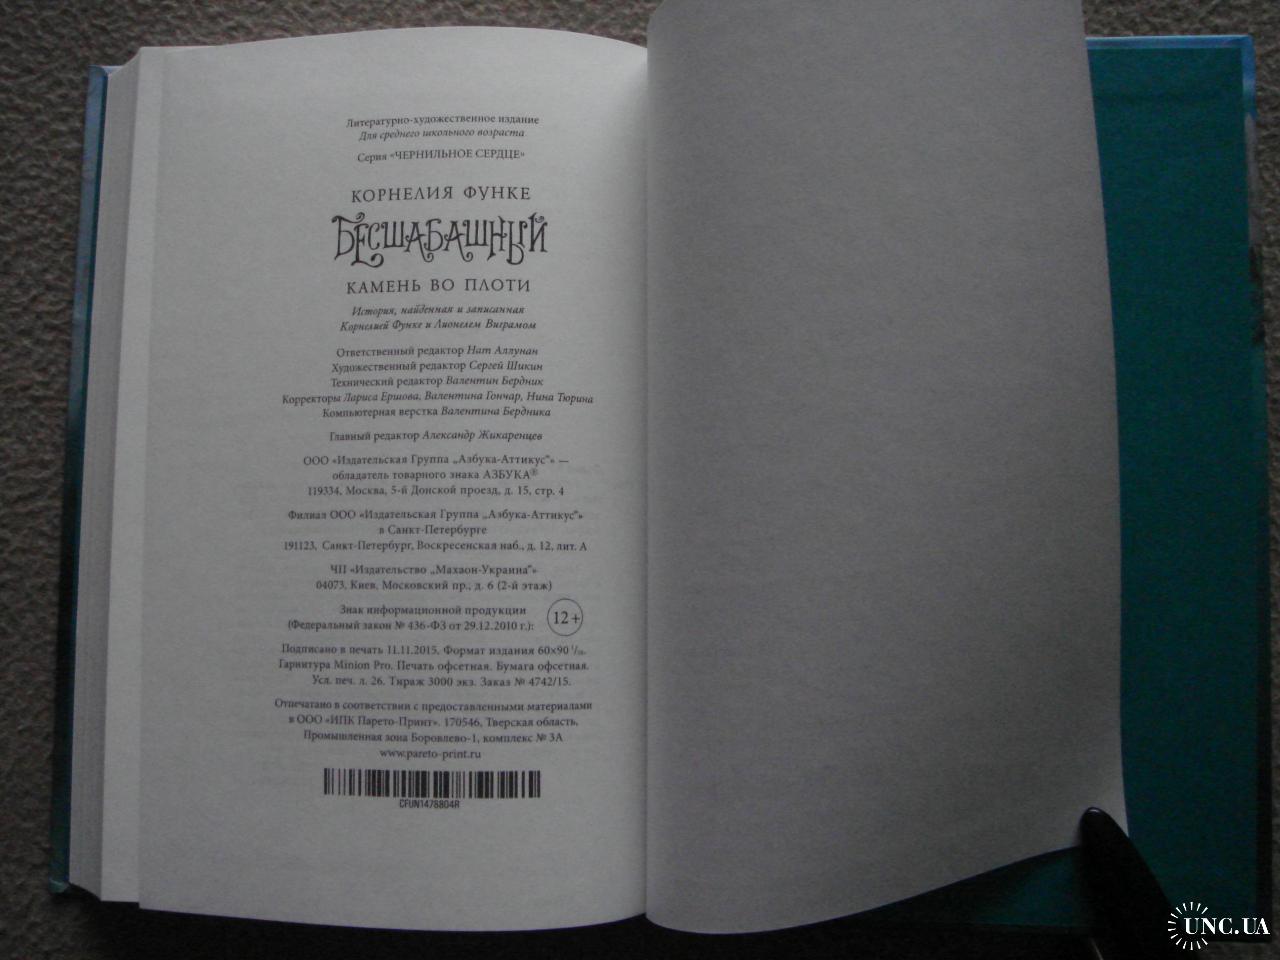 Литературно-художественное издание
Для среднего школьного возраста
Серия «ЧЕРНИЛЬНОЕ СЕРДЦЕ»
КОРНЕЛИЯ ФУНКЕ
БЕСШАБАШНЫЙ
КАМЕНЬ ВО ПЛОТИ
История, найденная и записанная
Корнелией Функе и Лионелем Виграмом
Ответственный редактор Нат Аллунан
Художественный редактор Сергей Шикин
Технический редактор Валентин Бердник
Корректоры Лариса Ершова, Валентина Гончар, Нина Тюрина
Компьютерная верстка Валентина Бердника
Главный редактор Александр Жикаренцев
ООО «Издательская Группа „Азбука-Аттикус“» —
обладатель товарного знака АЗБУКА®
119334, Москва, 5-й Донской проезд, д. 15, стр. 4
Филиал ООО «Издательская Группа „Азбука-Аттикус“»
в Санкт-Петербурге
191123, Санкт-Петербург, Воскресенская наб., д. 12, лит. А
ЧП «Издательство „Махаон-Украина“»
04073, Киев, Московский пр., д. 6 (2-й этаж)
Знак информационной продукции
(Федеральный закон № 436-ФЗ от 29.12.2010 г.): 12+
Подписано в печать 11.11.2015. Формат издания 60×90 1/16.
Гарнитура Minion Pro. Печать офсетная. Бумага офсетная.
Усл. печ. л. 26. Тираж 3000 экз. Заказ № 4742/15.
Отпечатано в соответствии с предоставленными материалами
в ООО «ИПК Парето-Принт». 170546, Тверская область,
Промышленная зона Боровлево-1, комплекс № 3А
www.pareto-print.ru
CFUN1478804R
UNC.UA